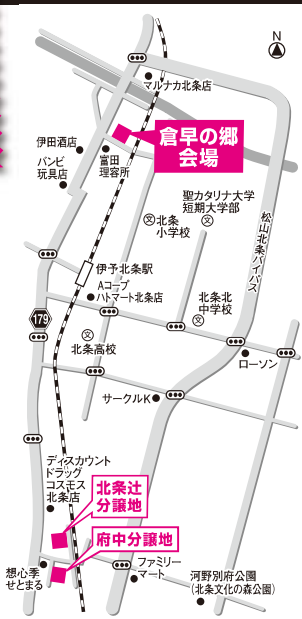 N
マルナカ北条店
倉早の郷
会場
伊田酒店
バンビ
玩具店
富田
理容所
聖カタリナ大学
短期大学部
文 北条
小学校
文
松山北条バイパス
伊予北条駅
Aコープ
ハトマート北条店
北条北
中学校
文
179
文
北条高校
ローソン
サークルK
ディスカウント
ドラッグ
コスモス
北条店
北条辻
分譲地
府中分譲地
想心季
せとまる
ファミリー
マート
河野別府公園
(北条文化の森公園)